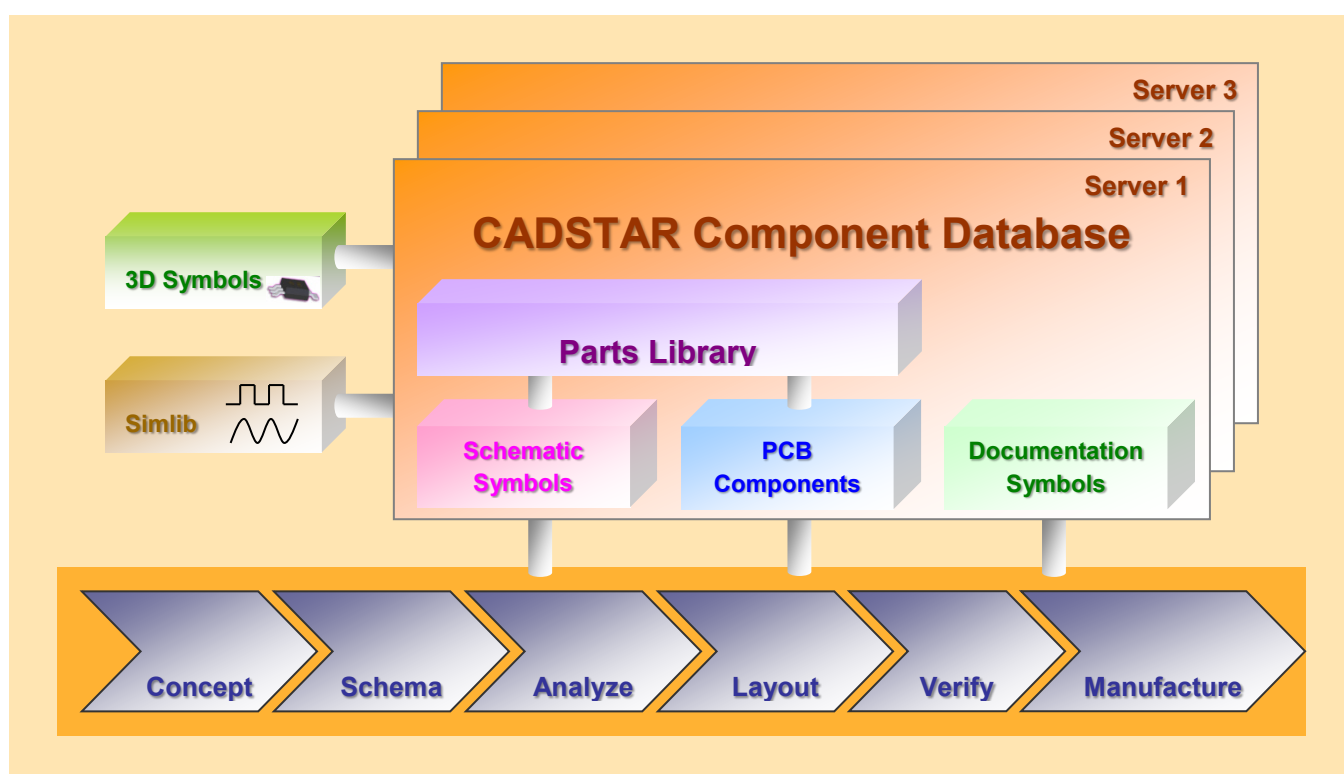 Server 3
Server 2
Server 1
CADSTAR Component Database
3D Symbols
Parts Library
Simlib
Schematic
Symbols
PCB
Components
Documentation
Symbols
Concept
Schema
Analyze
Layout
Verify
Manufacture